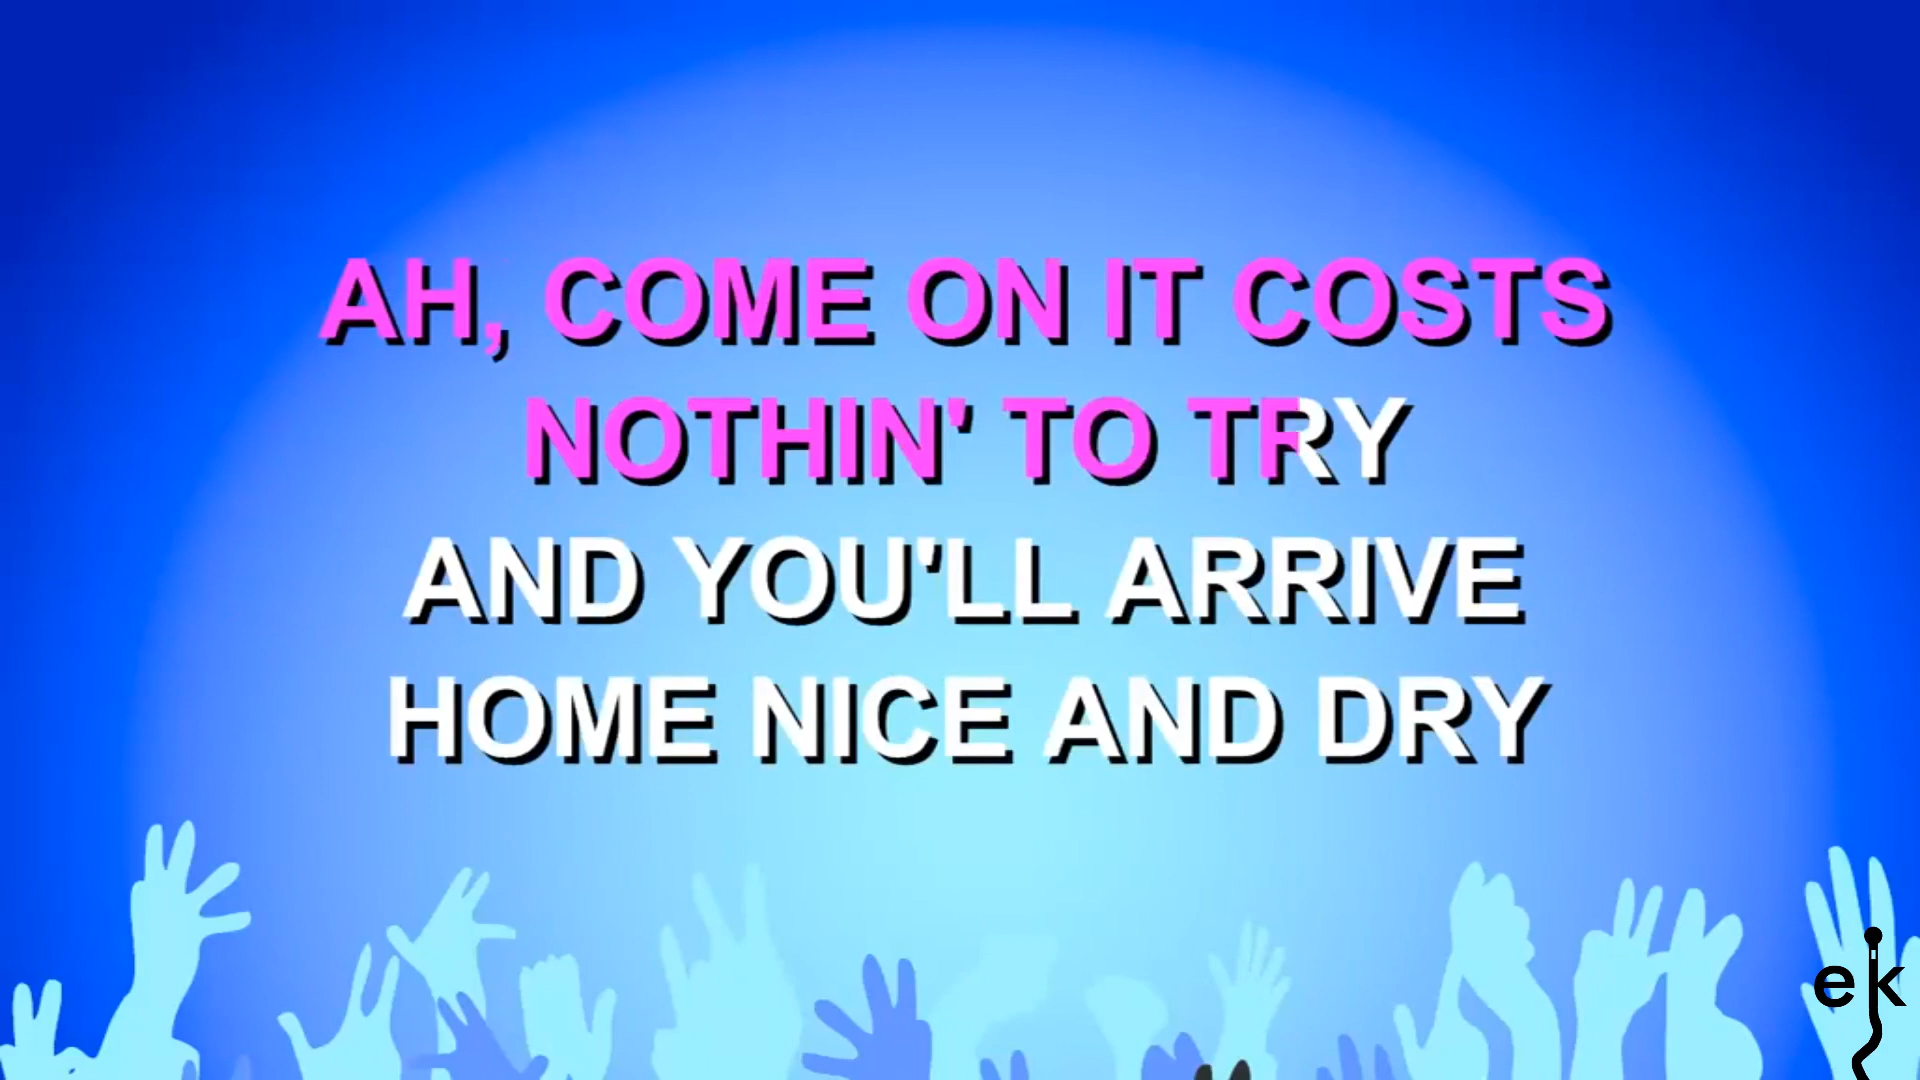 AH, COME ON IT COSTS
NOTHIN' TO TRY
AND YOU'LL ARRIVE
HOME NICE AND DRY
ek